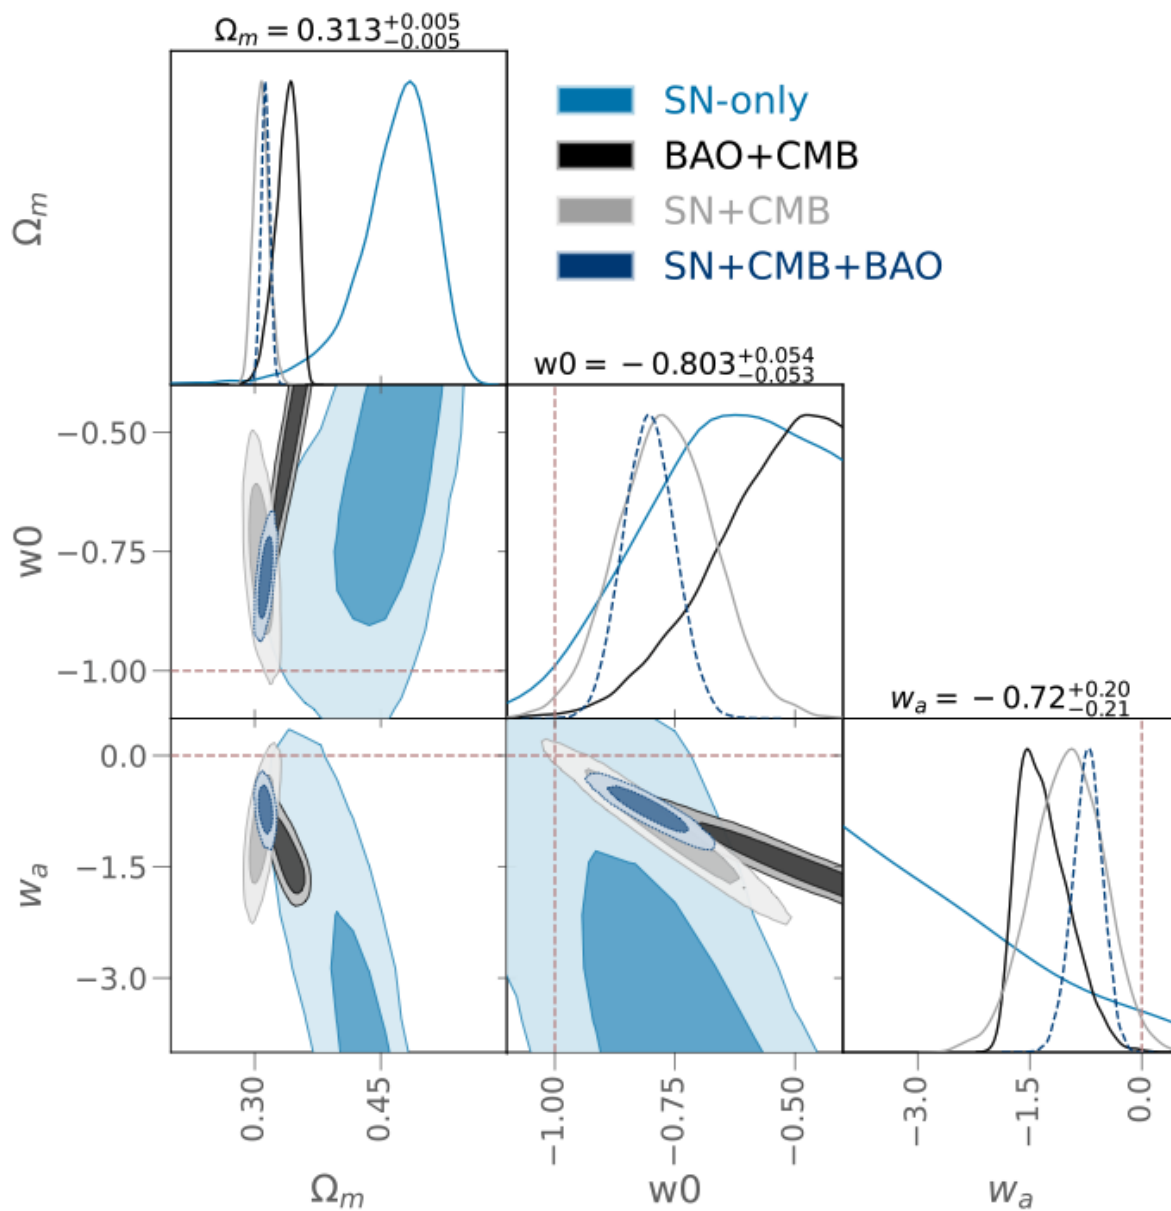 Ωₘ = 0.313⁺⁰·⁰⁰⁵₋₀.₀₀₅
SN-only
BAO+CMB
SN+CMB
SN+CMB+BAO
Ωₘ
w0 = −0.803⁺⁰·⁰⁵⁴₋₀.₀₅₃
−0.50
−0.75
−1.00
w0
wₐ = −0.72⁺⁰·²⁰₋₀.₂₁
0.0
−1.5
−3.0
wₐ
0.30
0.45
−1.00
−0.75
−0.50
−3.0
−1.5
0.0
Ωₘ
w0
wₐ